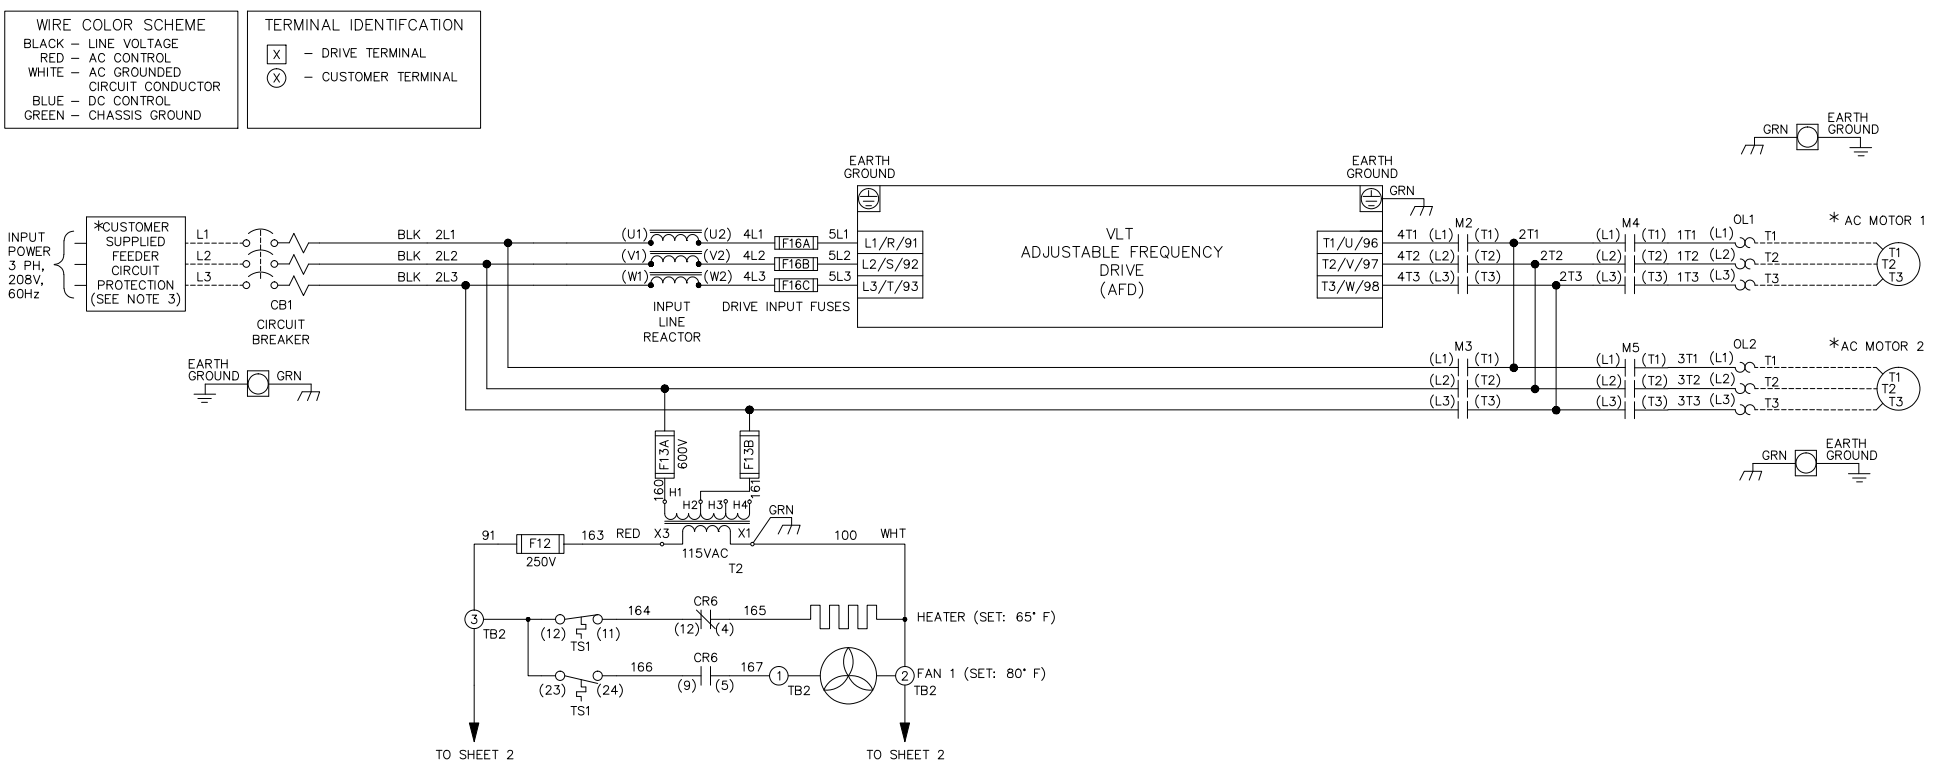 WIRE COLOR SCHEME
BLACK – LINE VOLTAGE
RED – AC CONTROL
WHITE – AC GROUNDED
CIRCUIT CONDUCTOR
BLUE – DC CONTROL
GREEN – CHASSIS GROUND
TERMINAL IDENTIFCATION
X – DRIVE TERMINAL
X – CUSTOMER TERMINAL
GRN
EARTH
GROUND
INPUT
POWER
3 PH,
208V,
60Hz
*CUSTOMER
SUPPLIED
FEEDER
CIRCUIT
PROTECTION
(SEE NOTE 3)
L1
L2
L3
CB1
CIRCUIT
BREAKER
EARTH
GROUND
GRN
BLK 2L1
BLK 2L2
BLK 2L3
(U1) (U2) 4L1 F16A 5L1
(V1) (V2) 4L2 F16B 5L2
(W1) (W2) 4L3 F16C 5L3
INPUT
LINE
REACTOR
DRIVE INPUT FUSES
EARTH
GROUND
L1/R/91
L2/S/92
L3/T/93
VLT
ADJUSTABLE FREQUENCY
DRIVE
(AFD)
EARTH
GROUND
GRN
T1/U/96
T2/V/97
T3/W/98
M2 M4 OL1 * AC MOTOR 1
4T1 (L1) (T1) 2T1 (L1) (T1) 1T1 (L1) T1
4T2 (L2) (T2) 2T2 (L2) (T2) 1T2 (L2) T2
4T3 (L3) (T3) 2T3 (L3) (T3) 1T3 (L3) T3
T1
T2
T3
M3 M5 OL2 *AC MOTOR 2
(L1) (T1) (L1) (T1) 3T1 (L1) T1
(L2) (T2) (L2) (T2) 3T2 (L2) T2
(L3) (T3) (L3) (T3) 3T3 (L3) T3
T1
T2
T3
GRN
EARTH
GROUND
F13A
600V
F13B
160
161
H1 H2 H3 H4
GRN
91 F12 163 RED X3 X1 100 WHT
250V
115VAC
T2
3
TB2
(12) (11)
TS1
164
CR6
(12) (4)
165
HEATER (SET: 65° F)
(23) (24)
TS1
166
CR6
(9) (5)
167
1
TB2
2
TB2
FAN 1 (SET: 80° F)
TO SHEET 2
TO SHEET 2